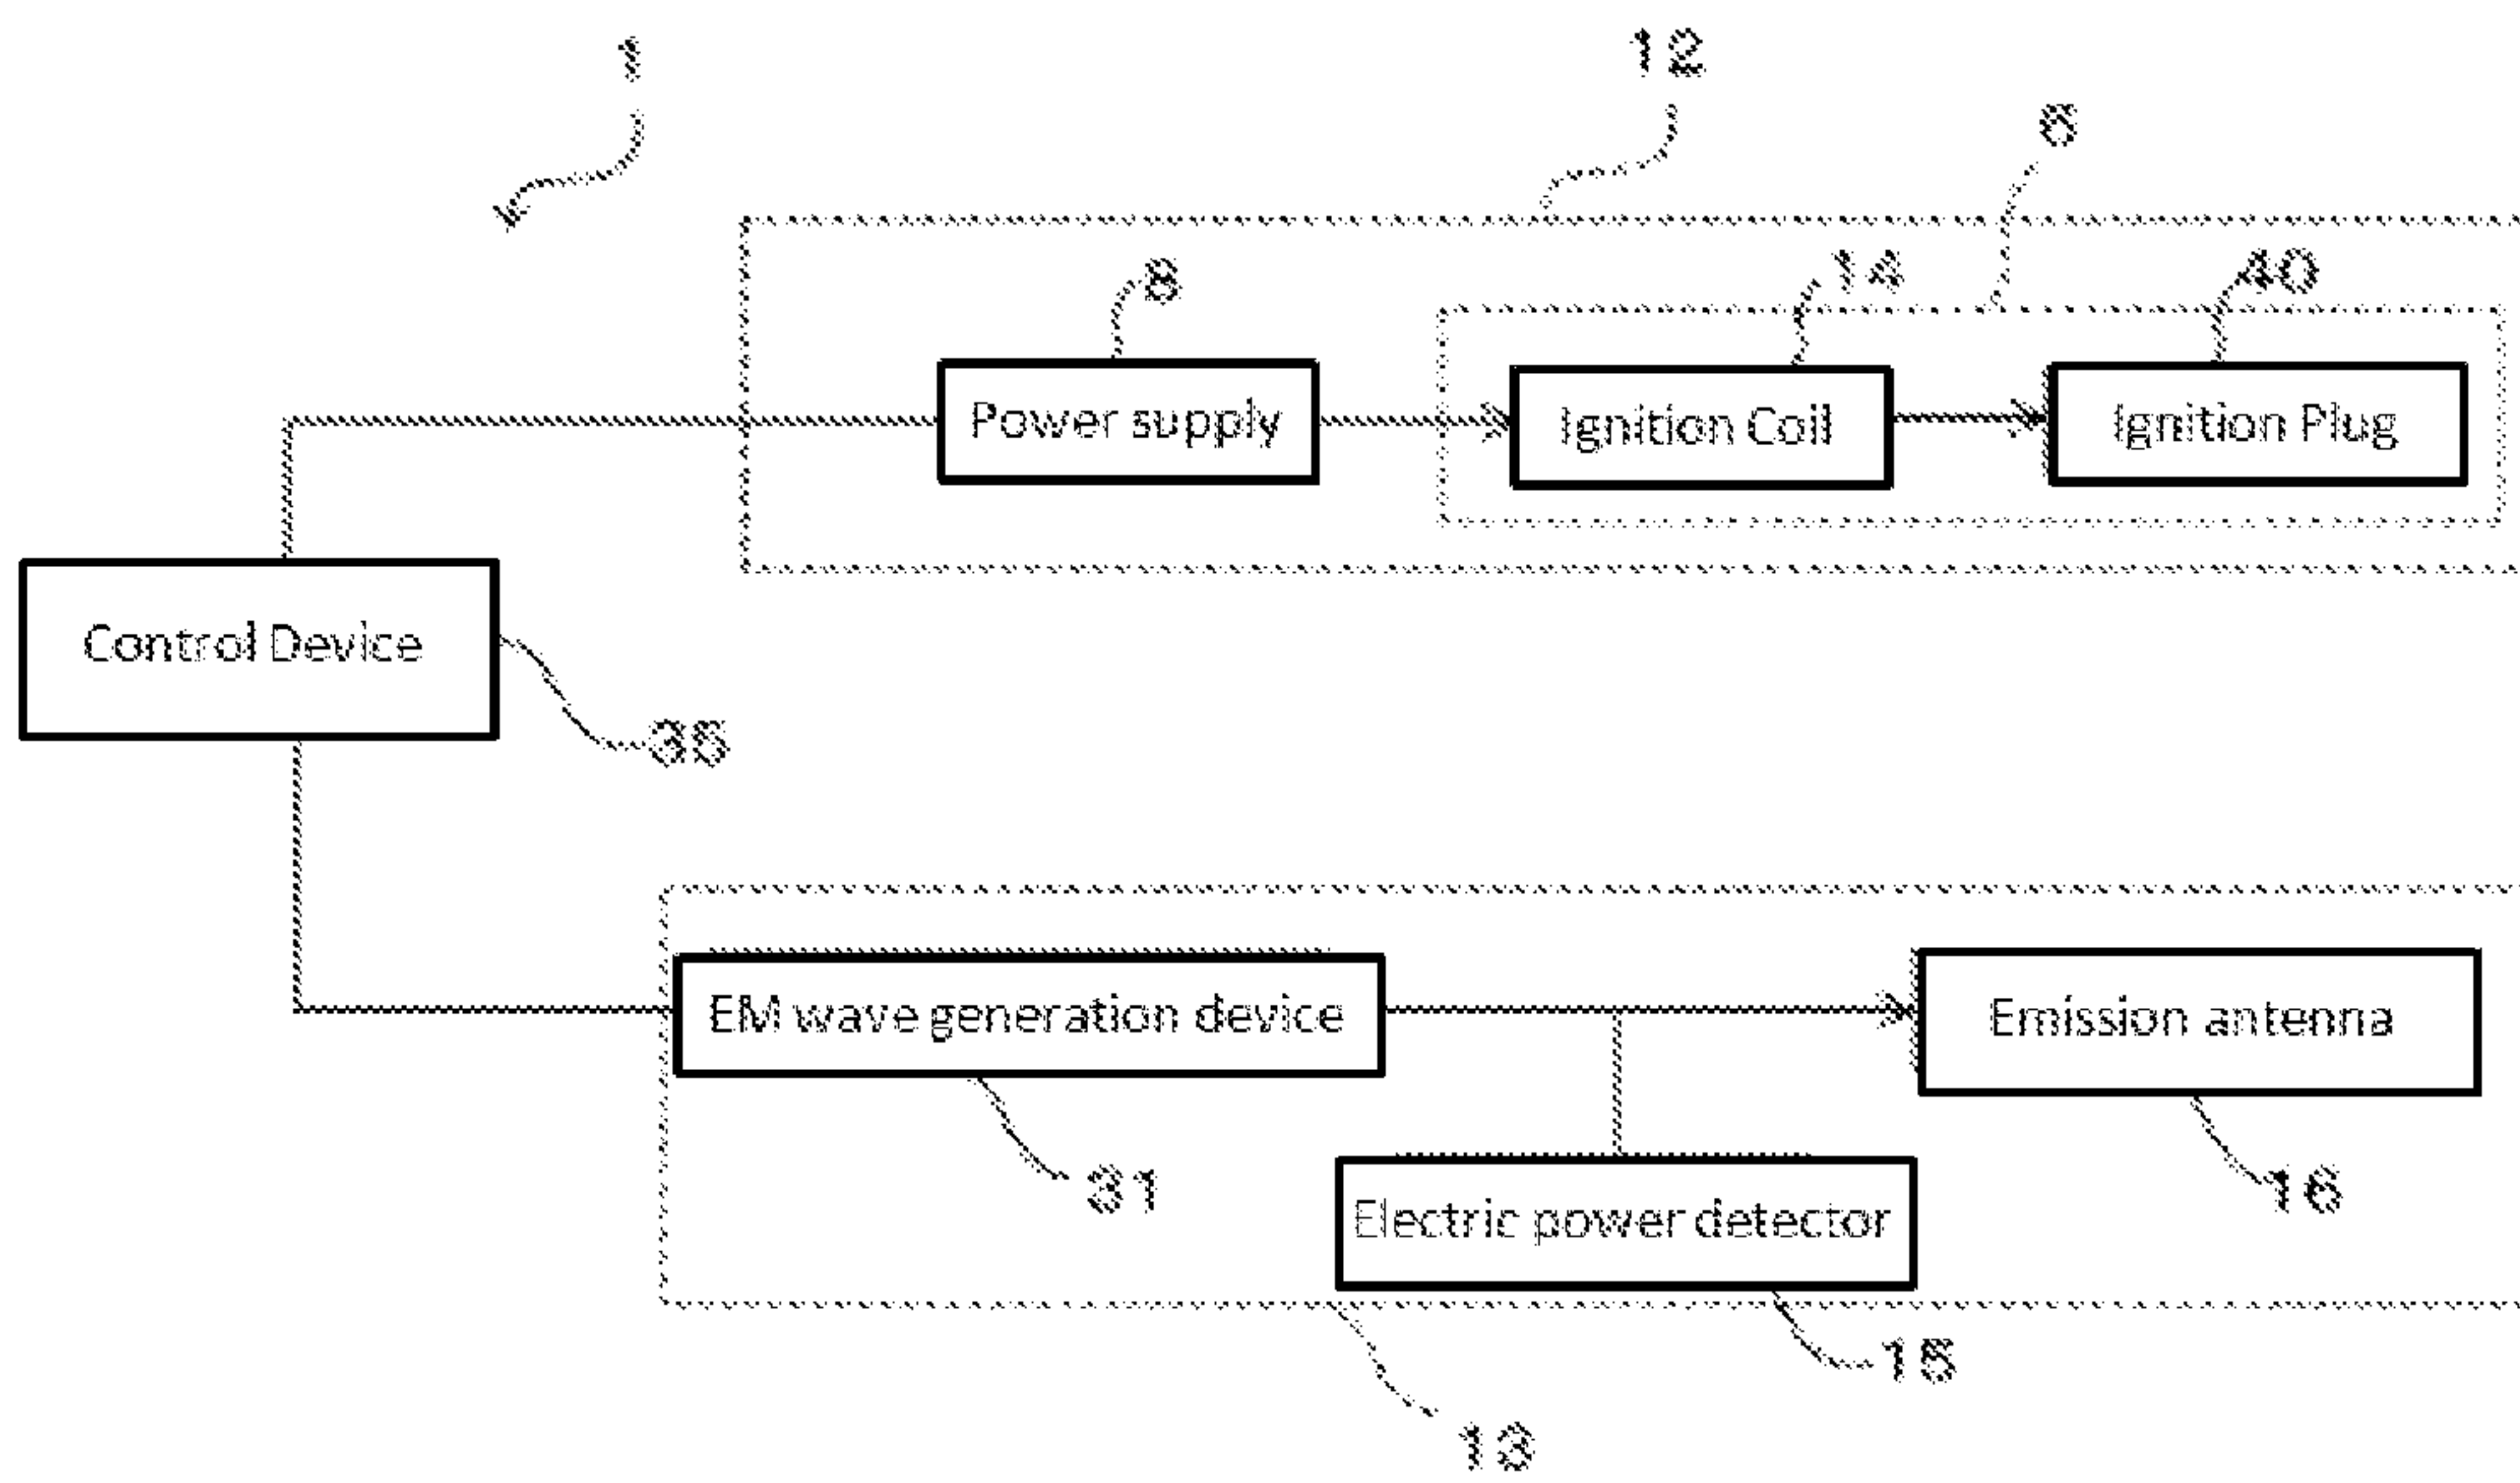 1
12
6
8
14
40
Power supply
Ignition Coil
Ignition Plug
Control Device
35
EM wave generation device
Emission antenna
31
16
Electric power detector
15
13